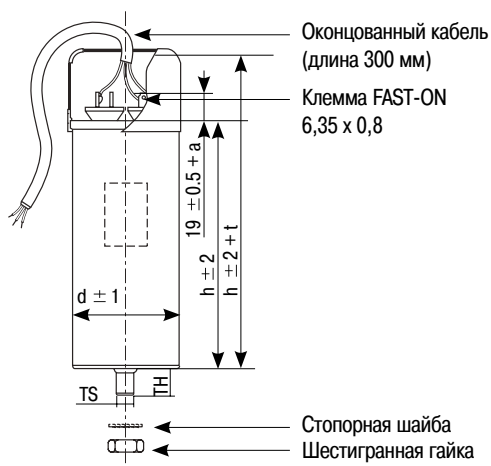 Оконцованный кабель
(длина 300 мм)
Клемма FAST-ON
6,35 x 0,8
19 ±0.5 + a
h ± 2
h ± 2 + t
d ± 1
TS
TH
Стопорная шайба
Шестигранная гайка